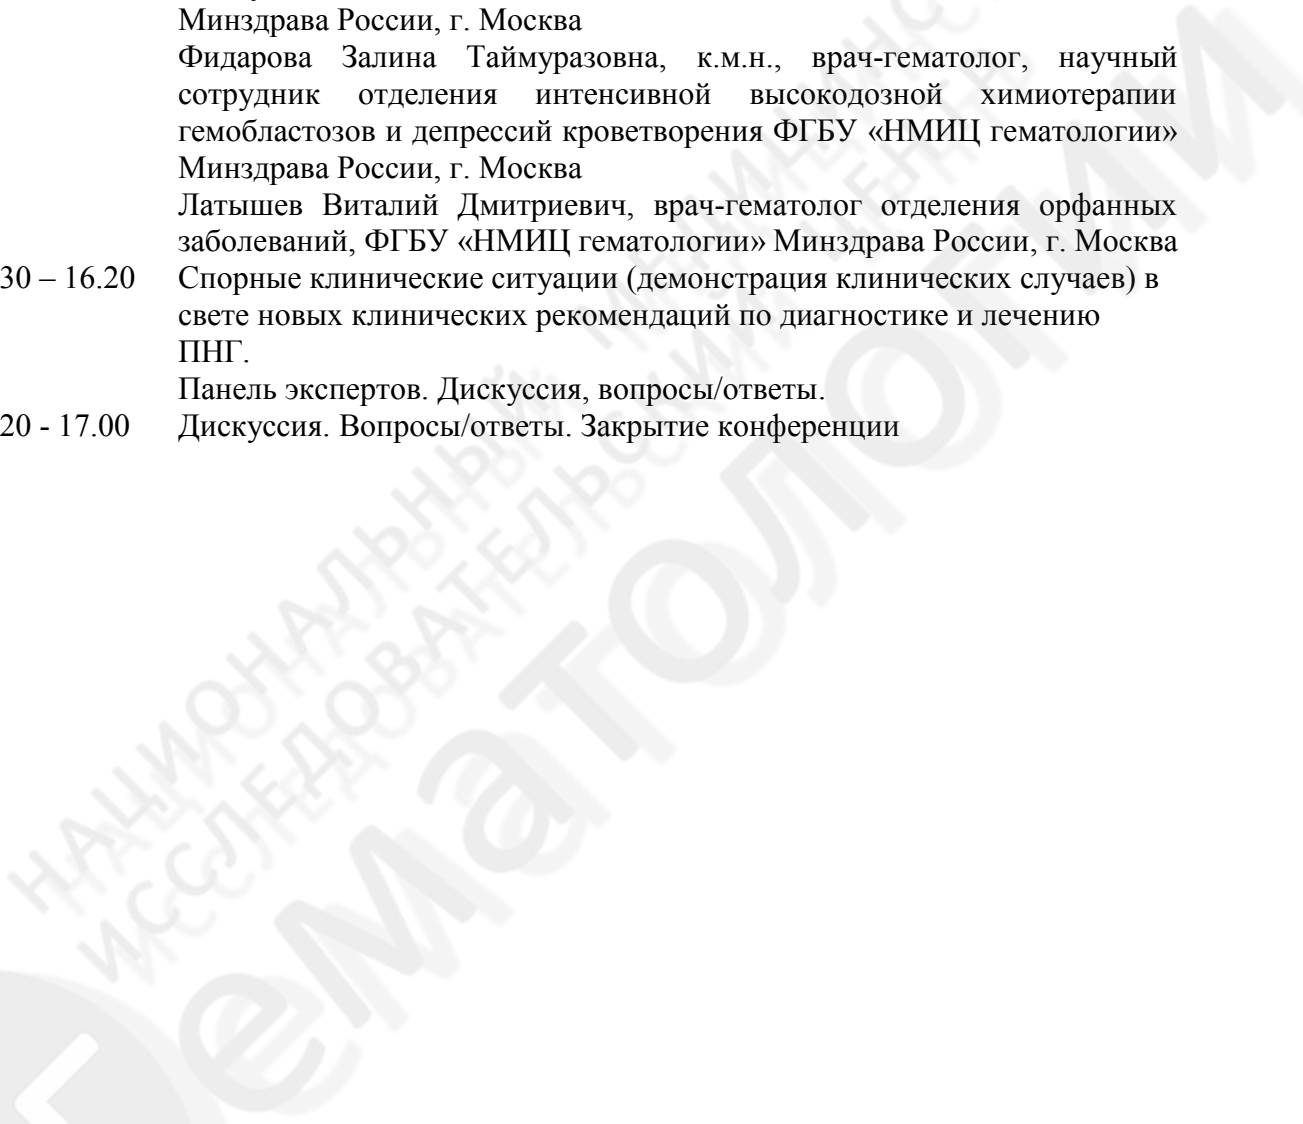 Минздрава России, г. Москва
Фидарова Залина Таймуразовна, к.м.н., врач-гематолог, научный
сотрудник отделения интенсивной высокодозной химиотерапии
гемобластозов и депрессий кроветворения ФГБУ «НМИЦ гематологии»
Минздрава России, г. Москва
Латышев Виталий Дмитриевич, врач-гематолог отделения орфанных
заболеваний, ФГБУ «НМИЦ гематологии» Минздрава России, г. Москва
30 – 16.20 Спорные клинические ситуации (демонстрация клинических случаев) в
свете новых клинических рекомендаций по диагностике и лечению
ПНГ.
Панель экспертов. Дискуссия, вопросы/ответы.
20 - 17.00 Дискуссия. Вопросы/ответы. Закрытие конференции
НАЦИОНАЛЬНЫЙ
ИССЛЕДОВАТЕЛЬСКИЙ
гематологии